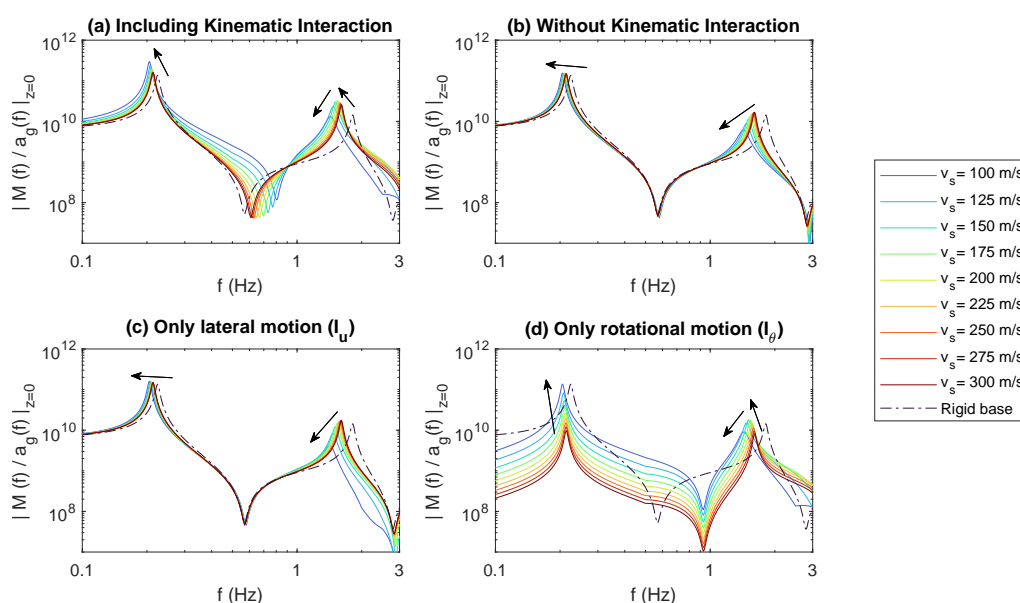 (a) Including Kinematic Interaction
(b) Without Kinematic Interaction
10^12
10^10
10^8
| M (f) / a_g(f) |_z=0
0.1
1
3
f (Hz)
10^12
10^10
10^8
| M (f) / a_g(f) |_z=0
0.1
1
3
f (Hz)
(c) Only lateral motion (I_u)
(d) Only rotational motion (I_θ)
10^12
10^10
10^8
| M (f) / a_g(f) |_z=0
0.1
1
3
f (Hz)
10^12
10^10
10^8
| M (f) / a_g(f) |_z=0
0.1
1
3
f (Hz)
v_s= 100 m/s
v_s= 125 m/s
v_s= 150 m/s
v_s= 175 m/s
v_s= 200 m/s
v_s= 225 m/s
v_s= 250 m/s
v_s= 275 m/s
v_s= 300 m/s
Rigid base